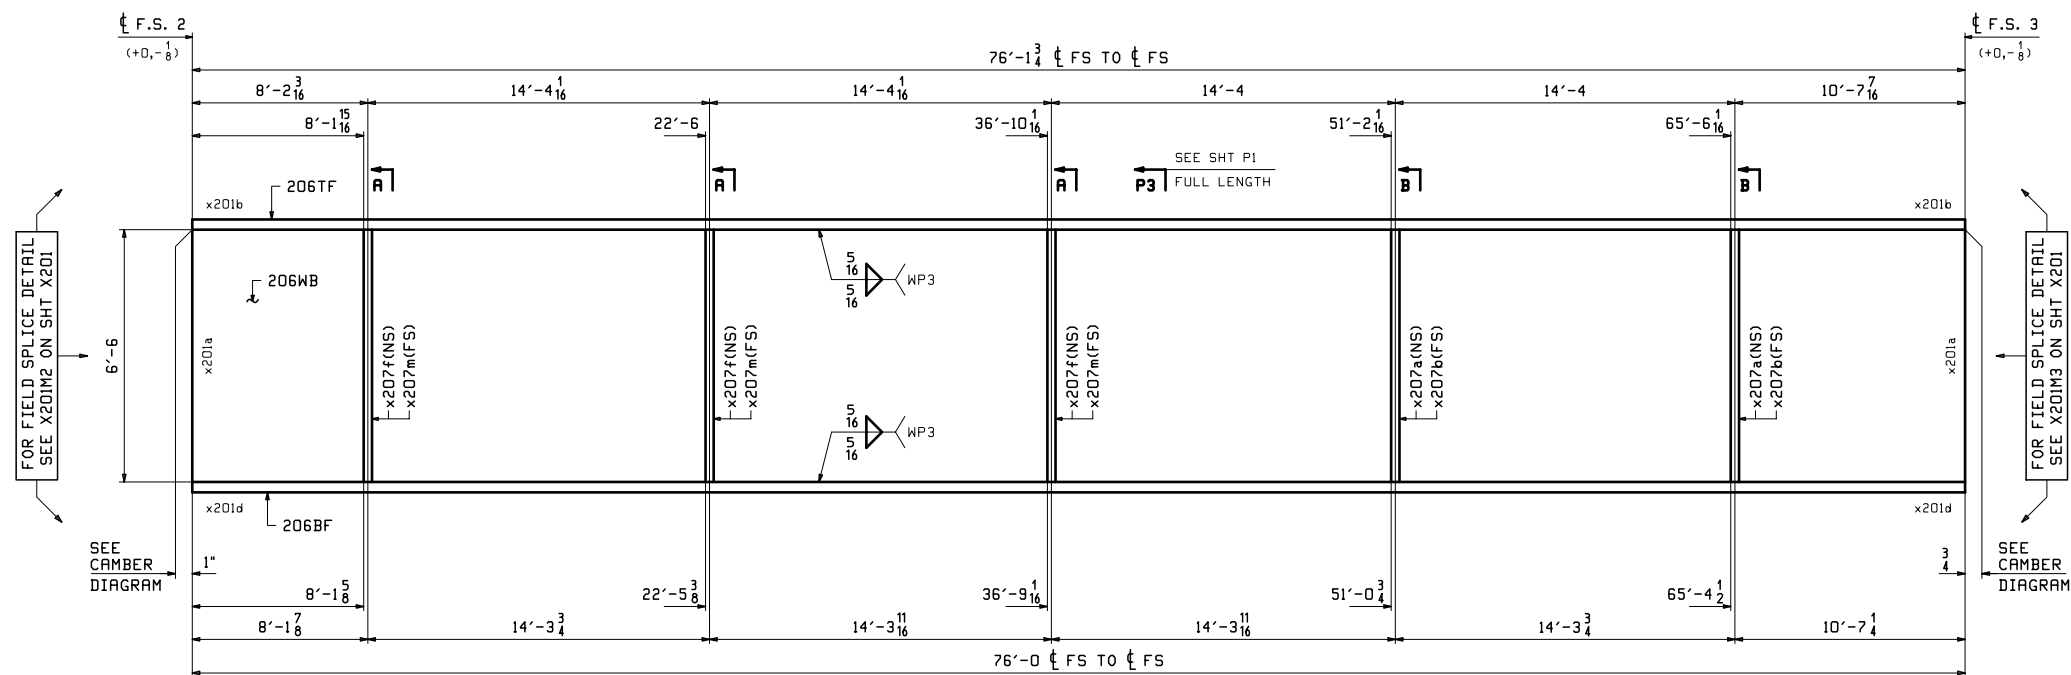 ℄ F.S. 2
(+0,-1/8)
℄ F.S. 3
(+0,-1/8)
76'-1 3/4 ℄ FS TO ℄ FS
8'-2 3/16
14'-4 1/16
14'-4 1/16
14'-4
14'-4
10'-7 7/16
8'-1 15/16
22'-6
36'-10 1/16
51'-2 1/16
65'-6 1/16
A
A
A
P3
SEE SHT P1
FULL LENGTH
B
B
x201b
206TF
x201b
FOR FIELD SPLICE DETAIL
SEE X201M2 ON SHT X201
6'-6
x201a
206WB
x207f(NS)
x207m(FS)
x207f(NS)
x207m(FS)
5/16
5/16
WP3
5/16
5/16
WP3
x207f(NS)
x207m(FS)
x207a(NS)
x207b(FS)
x207a(NS)
x207b(FS)
x201a
FOR FIELD SPLICE DETAIL
SEE X201M3 ON SHT X201
x201d
206BF
x201d
SEE
CAMBER
DIAGRAM
1"
3/4
SEE
CAMBER
DIAGRAM
8'-1 5/8
22'-5 3/8
36'-9 1/16
51'-0 3/4
65'-4 1/2
8'-1 7/8
14'-3 3/4
14'-3 11/16
14'-3 11/16
14'-3 3/4
10'-7 1/4
76'-0 ℄ FS TO ℄ FS